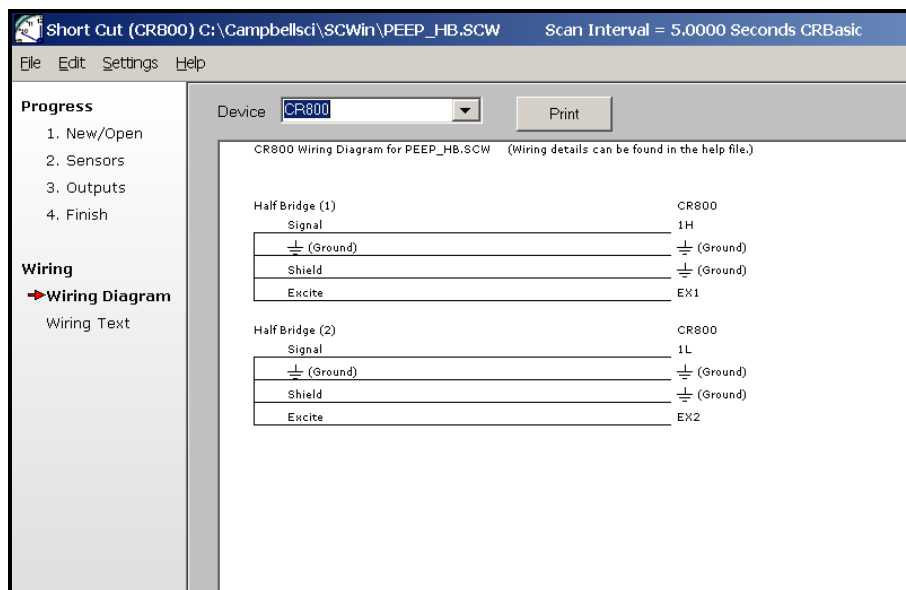 Short Cut (CR800) C:\Campbellsci\SCWin\PEEP_HB.SCW Scan Interval = 5.0000 Seconds CRBasic
File Edit Settings Help
Progress
1. New/Open
2. Sensors
3. Outputs
4. Finish
Wiring
Wiring Diagram
Wiring Text
Device CR800 Print
CR800 Wiring Diagram for PEEP_HB.SCW (Wiring details can be found in the help file.)
Half Bridge (1) CR800
Signal 1H
(Ground) (Ground)
Shield (Ground)
Excite EX1
Half Bridge (2) CR800
Signal 1L
(Ground) (Ground)
Shield (Ground)
Excite EX2